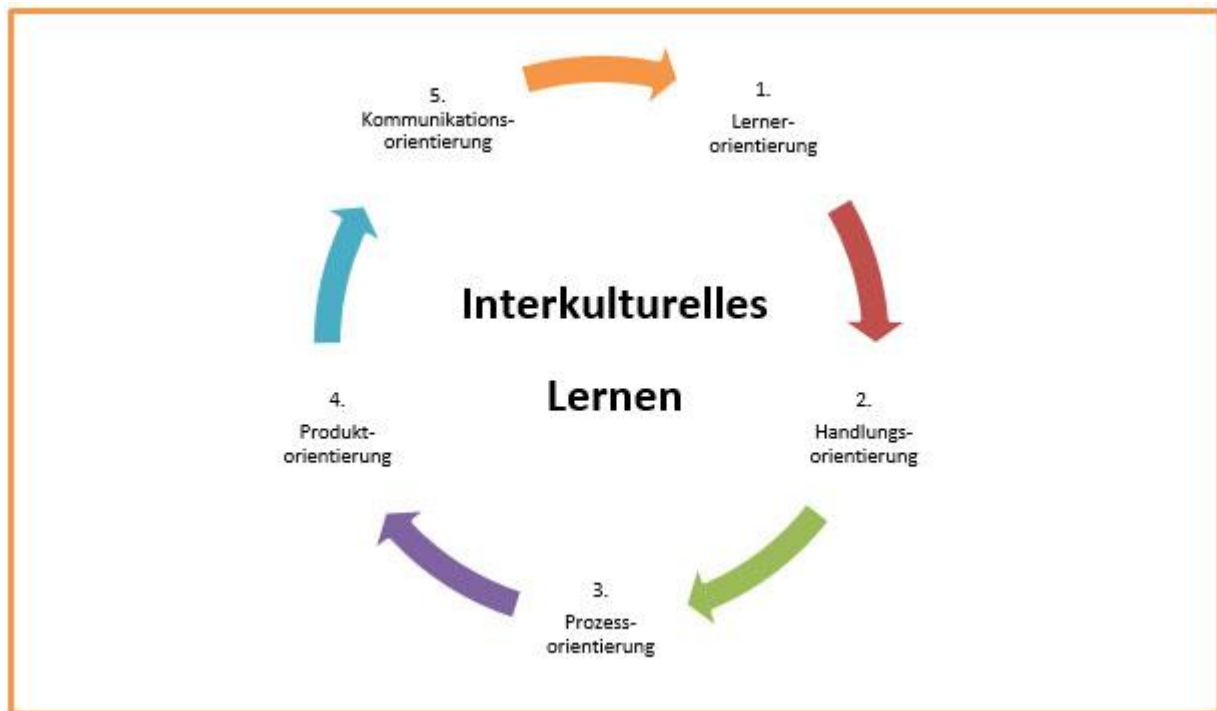 1.
Lerner-
orientierung
2.
Handlungs-
orientierung
3.
Prozess-
orientierung
4.
Produkt-
orientierung
5.
Kommunikations-
orientierung
Interkulturelles
Lernen